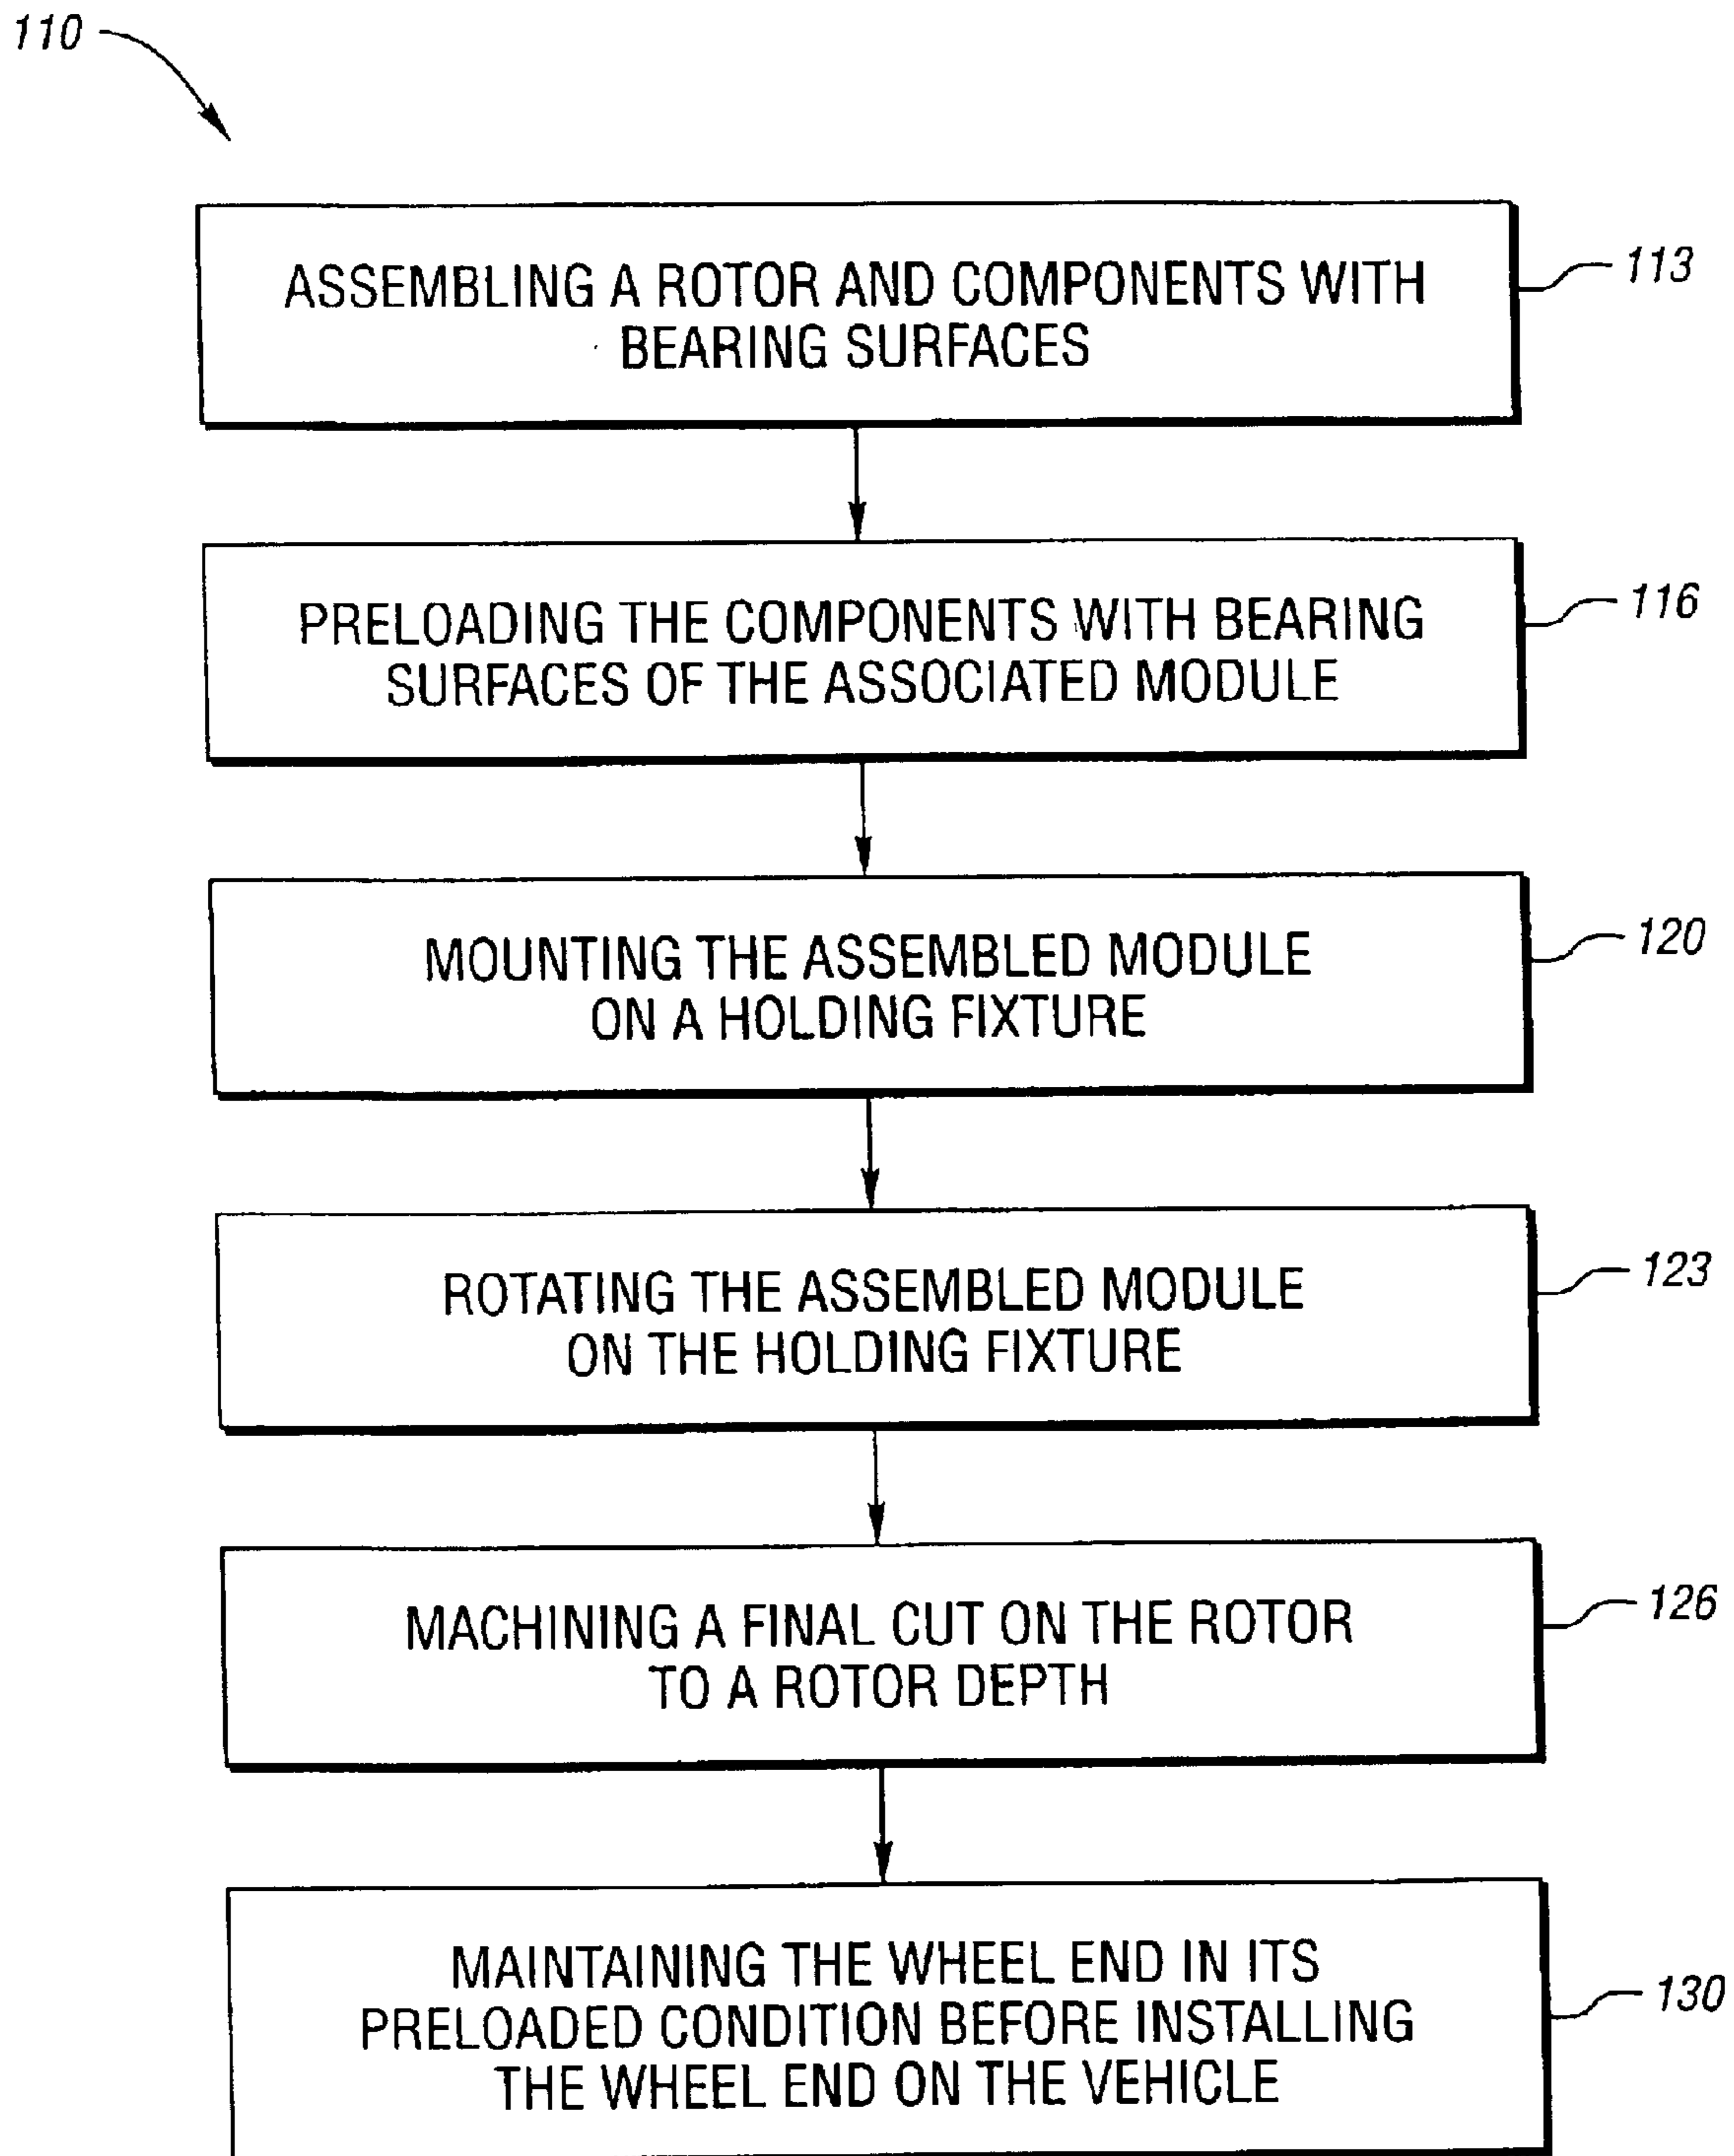 110
ASSEMBLING A ROTOR AND COMPONENTS WITH
BEARING SURFACES
113
PRELOADING THE COMPONENTS WITH BEARING
SURFACES OF THE ASSOCIATED MODULE
116
MOUNTING THE ASSEMBLED MODULE
ON A HOLDING FIXTURE
120
ROTATING THE ASSEMBLED MODULE
ON THE HOLDING FIXTURE
123
MACHINING A FINAL CUT ON THE ROTOR
TO A ROTOR DEPTH
126
MAINTAINING THE WHEEL END IN ITS
PRELOADED CONDITION BEFORE INSTALLING
THE WHEEL END ON THE VEHICLE
130